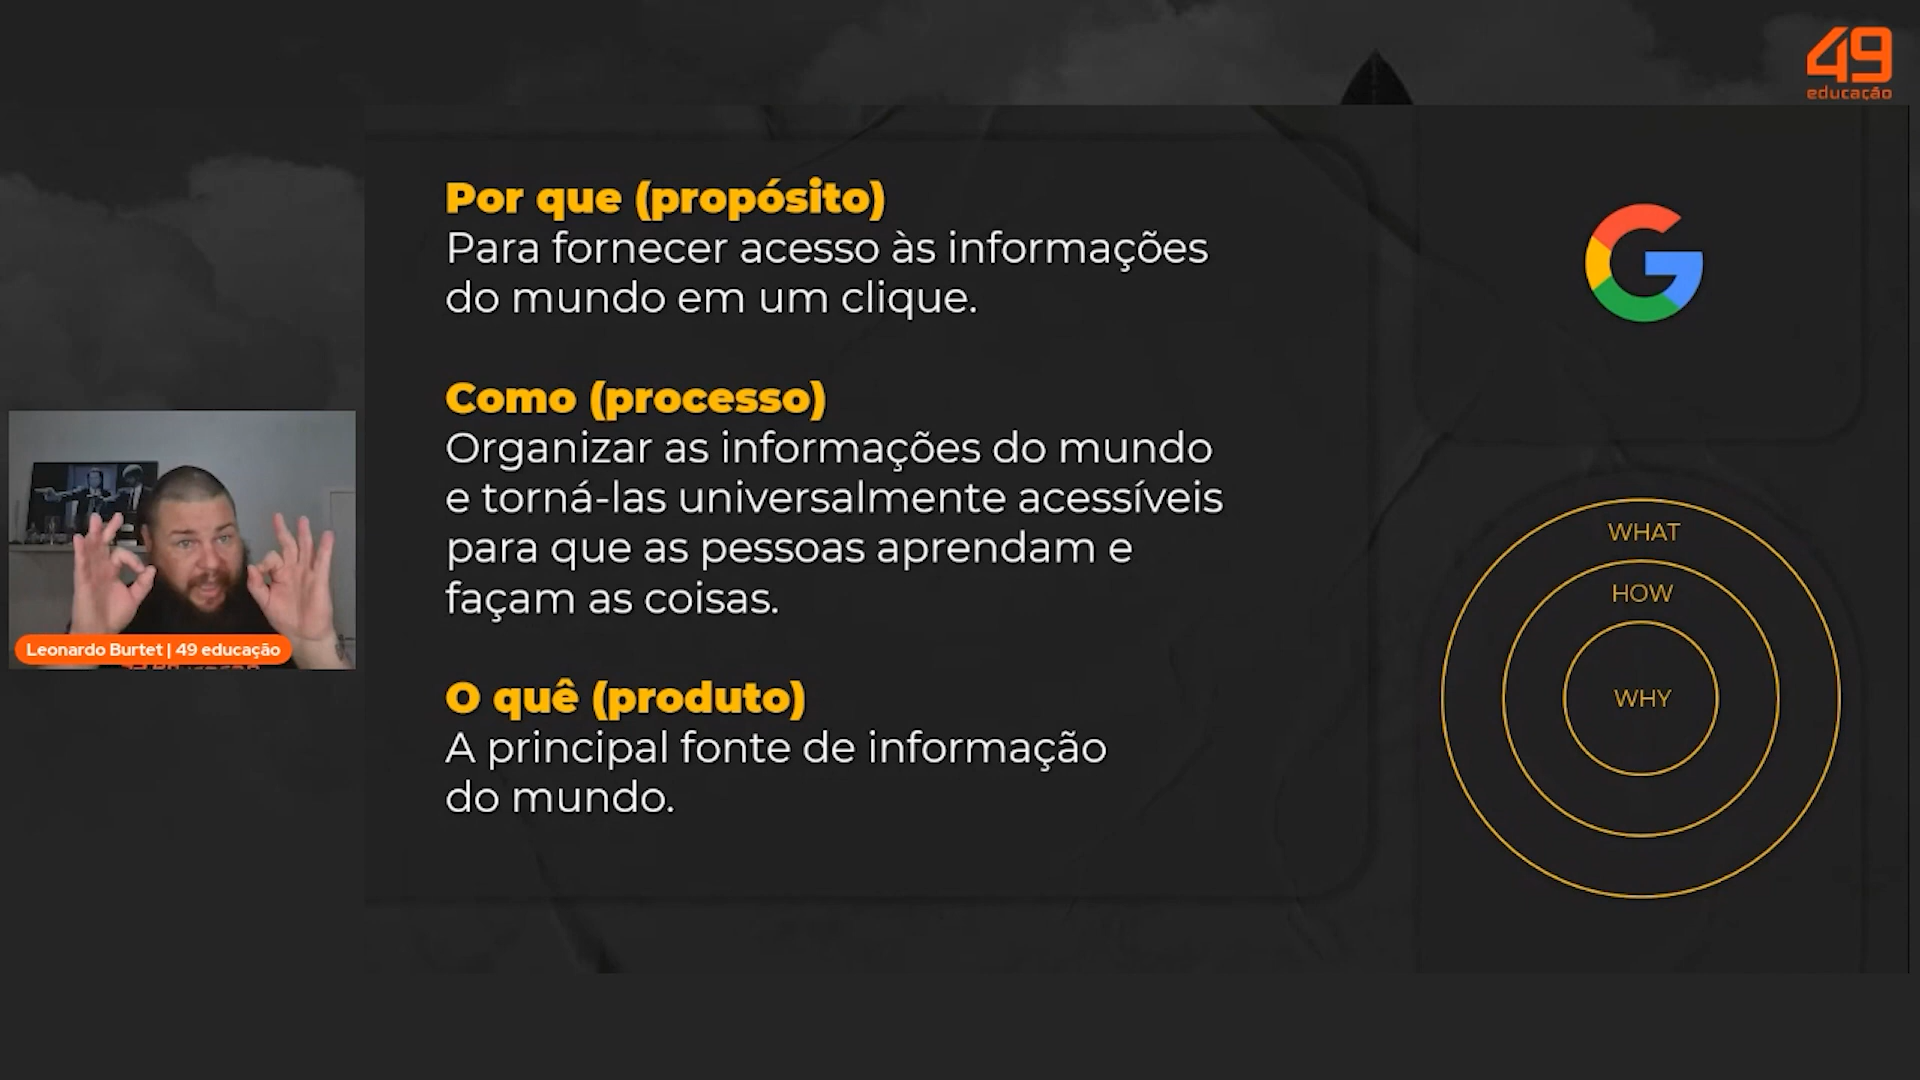 49
educação
Por que (propósito)
Para fornecer acesso às informações
do mundo em um clique.
Como (processo)
Organizar as informações do mundo
e torná-las universalmente acessíveis
para que as pessoas aprendam e
façam as coisas.
O quê (produto)
A principal fonte de informação
do mundo.
G
WHAT
HOW
WHY
Leonardo Burtet | 49 educação